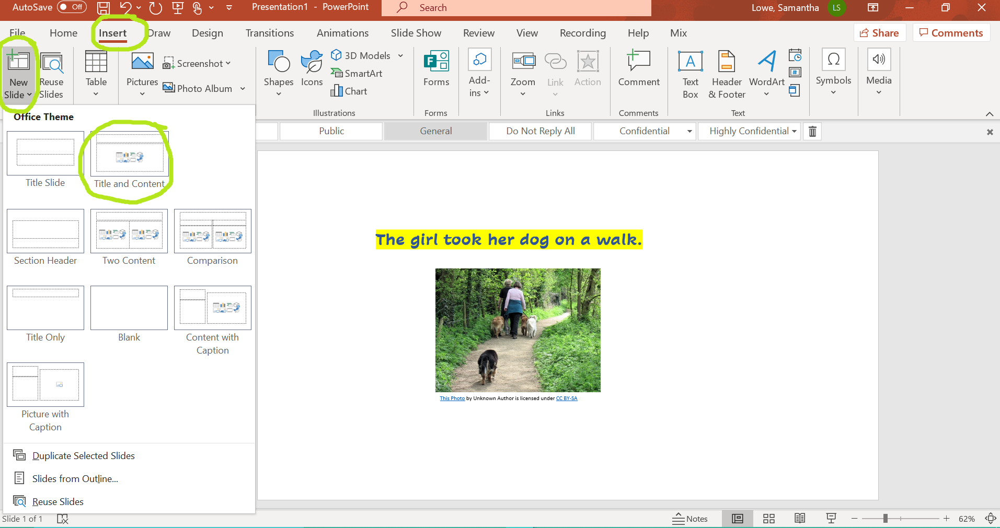 AutoSave Off Presentation1 - PowerPoint Search Lowe, Samantha LS
File Home Insert Draw Design Transitions Animations Slide Show Review View Recording Help Mix Share Comments
New Slide
Reuse Slides
Table
Pictures
Screenshot
Photo Album
Shapes
Icons
3D Models
SmartArt
Chart
Illustrations
Forms
Forms
Add-ins
Zoom
Link
Action
Links
Comment
Comments
Text Box
Header & Footer
WordArt
Text
Symbols
Media
Public General Do Not Reply All Confidential Highly Confidential
Office Theme
Title Slide
Title and Content
Section Header
Two Content
Comparison
Title Only
Blank
Content with
Caption
Picture with
Caption
Duplicate Selected Slides
Slides from Outline...
Reuse Slides
The girl took her dog on a walk.
This Photo by Unknown Author is licensed under CC BY-SA
Slide 1 of 1 Notes 62%